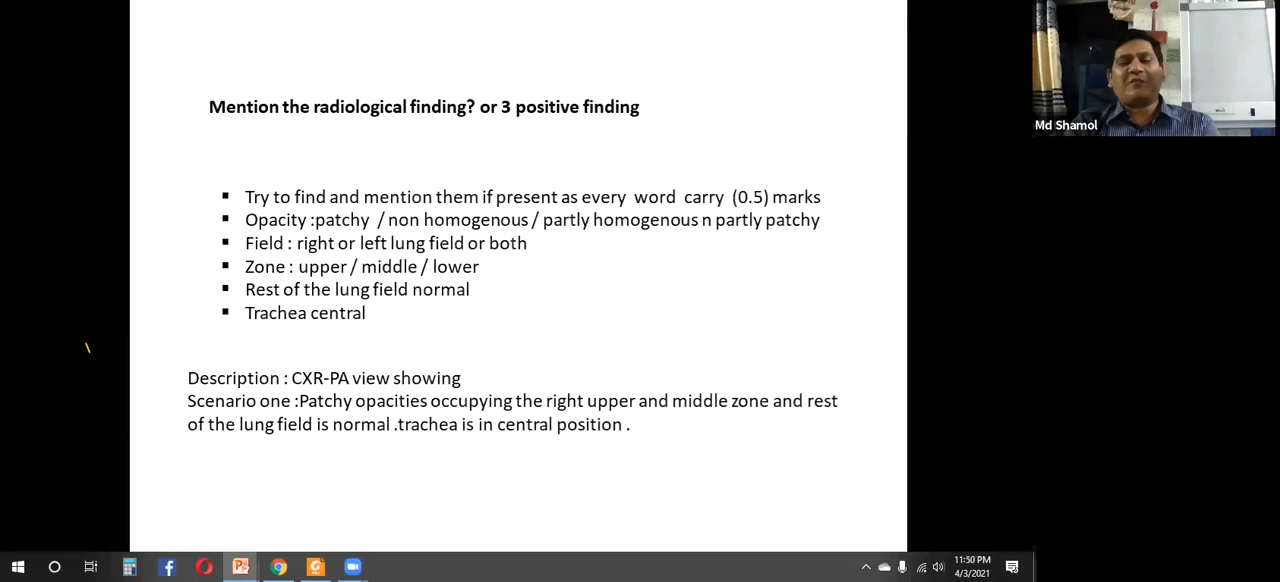 Mention the radiological finding? or 3 positive finding
Md Shamol
▪ Try to find and mention them if present as every word carry (0.5) marks
▪ Opacity :patchy / non homogenous / partly homogenous n partly patchy
▪ Field : right or left lung field or both
▪ Zone : upper / middle / lower
▪ Rest of the lung field normal
▪ Trachea central
Description : CXR-PA view showing
Scenario one :Patchy opacities occupying the right upper and middle zone and rest
of the lung field is normal .trachea is in central position .
11:50 PM
4/3/2021